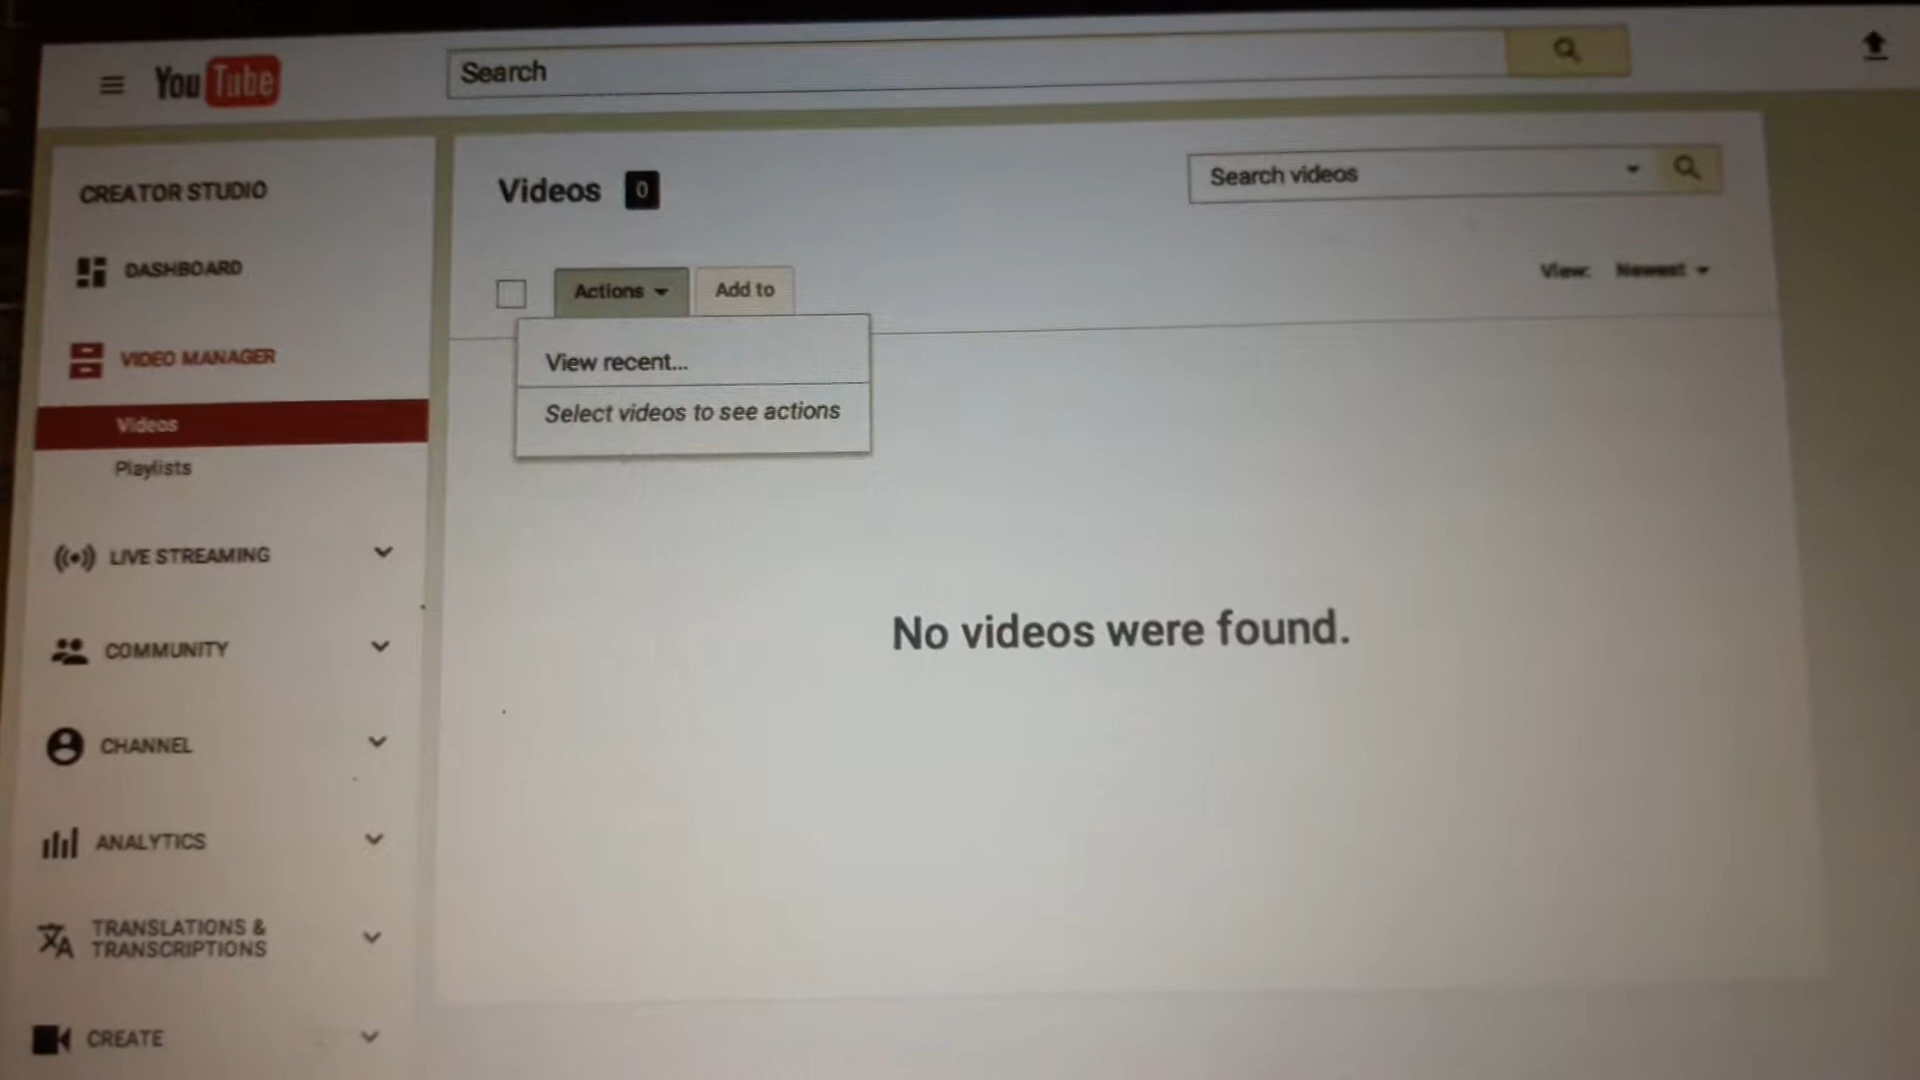 YouTube
Search
CREATOR STUDIO
DASHBOARD
VIDEO MANAGER
Videos
Playlists
LIVE STREAMING
COMMUNITY
CHANNEL
ANALYTICS
TRANSLATIONS &
TRANSCRIPTIONS
CREATE
Videos 0
Search videos
Actions
Add to
View: Newest
View recent...
Select videos to see actions
No videos were found.